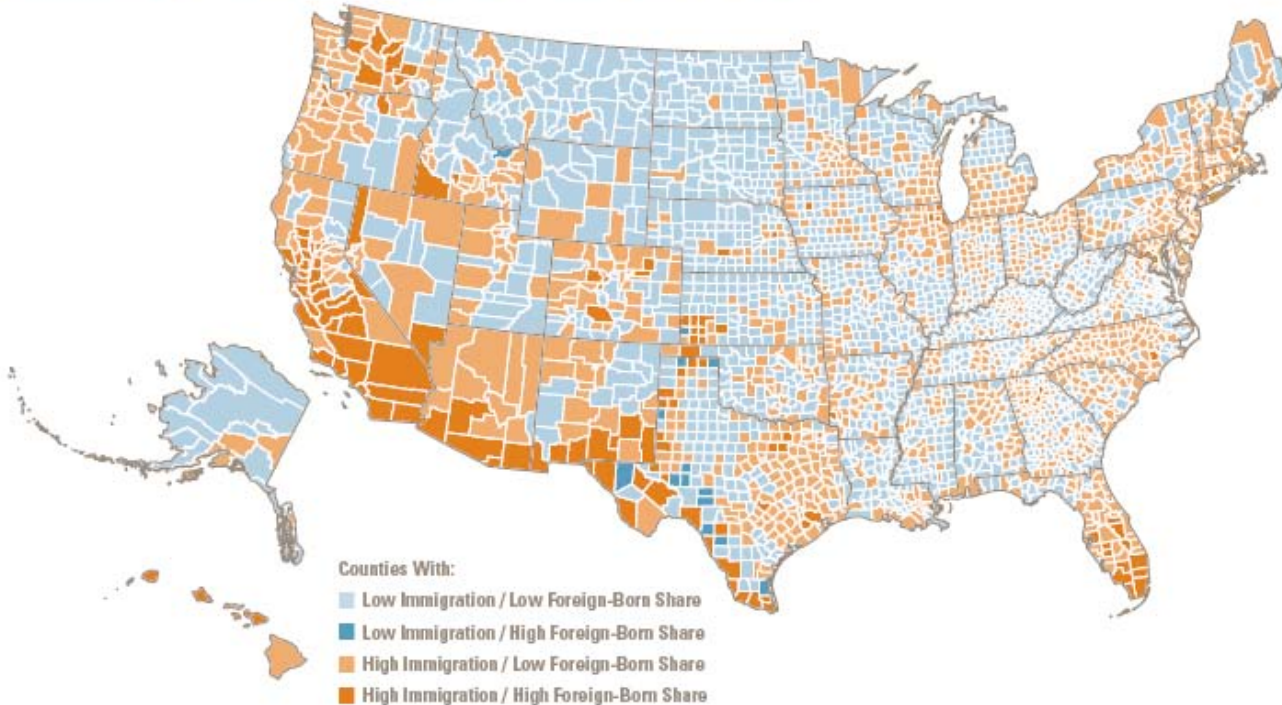 Counties With:
Low Immigration / Low Foreign-Born Share
Low Immigration / High Foreign-Born Share
High Immigration / Low Foreign-Born Share
High Immigration / High Foreign-Born Share